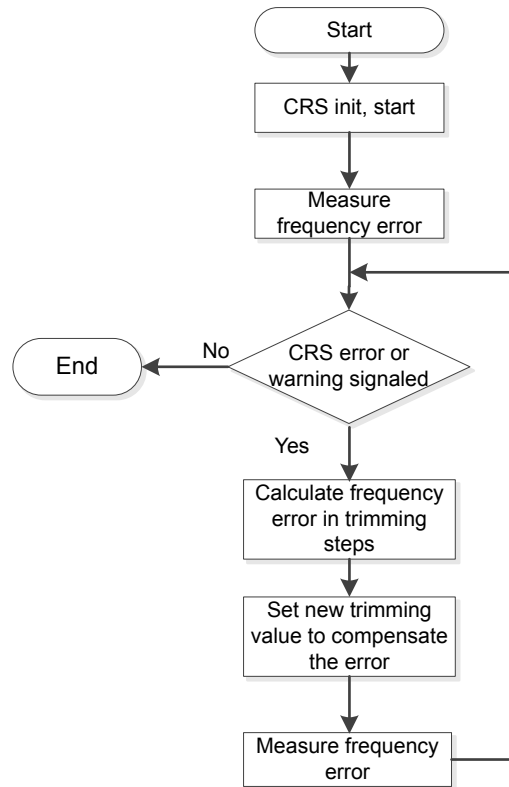 Start
CRS init, start
Measure
frequency error
CRS error or
warning signaled
No
End
Yes
Calculate frequency
error in trimming
steps
Set new trimming
value to compensate
the error
Measure frequency
error